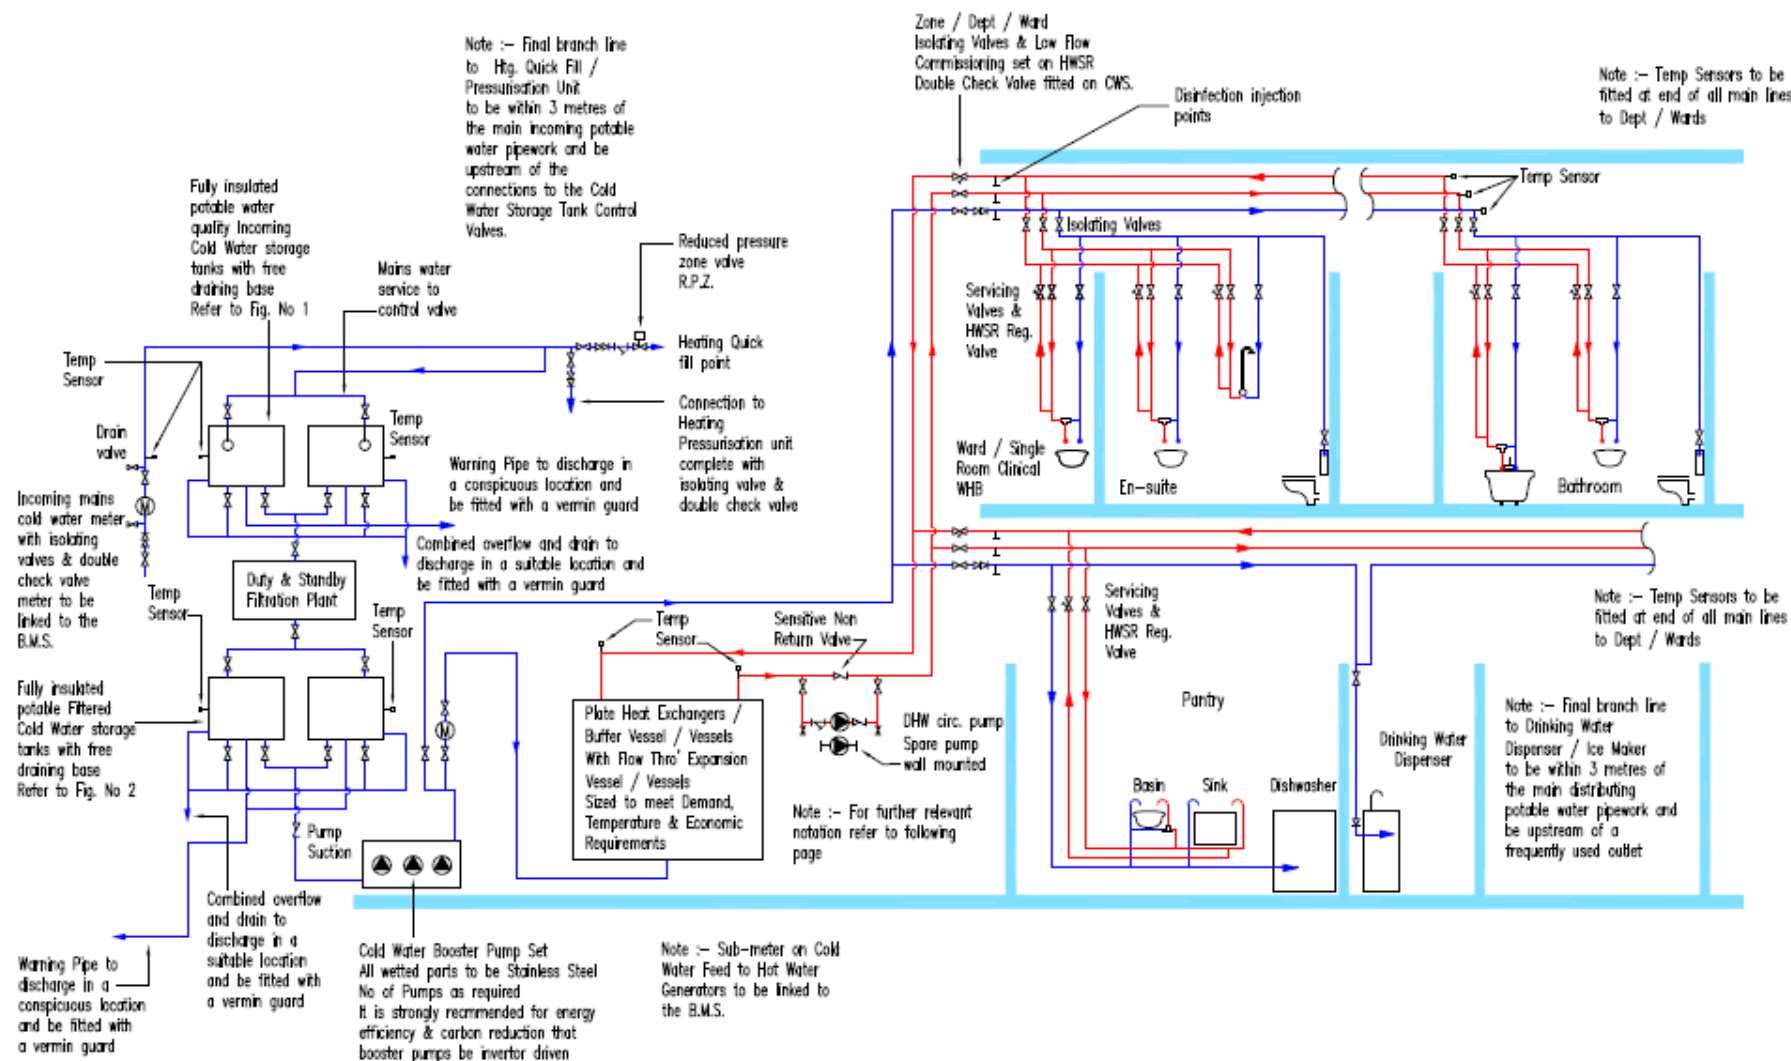 Note :- Final branch line
to Htg. Quick Fill /
Pressurisation Unit
to be within 3 metres of
the main incoming potable
water pipework and be
upstream of the
connections to the Cold
Water Storage Tank Control
Valves.
Zone / Dept / Ward
Isolating Valves & Low Flow
Commissioning set on HWSR
Double Check Valve fitted on CWS.
Disinfection injection
points
Note :- Temp Sensors to be
fitted at end of all main lines
to Dept / Wards
Temp Sensor
Isolating Valves
Fully insulated
potable water
quality Incoming
Cold Water storage
tanks with free
draining base
Refer to Fig. No 1
Mains water
service to
control valve
Reduced pressure
zone valve
R.P.Z.
Heating Quick
fill point
Servicing
Valves &
HWSR Reg.
Valve
Temp
Sensor
Connection to
Heating
Pressurisation unit
complete with
isolating valve &
double check valve
Drain
valve
Temp
Sensor
Warning Pipe to discharge in
a conspicuous location and
be fitted with a vermin guard
Ward / Single
Room Clinical
WHB
En-suite
Bathroom
Incoming mains
cold water meter
with isolating
valves & double
check valve
meter to be
linked to the
B.M.S.
M
Combined overflow and drain to
discharge in a suitable location and
be fitted with a vermin guard
Duty & Standby
Filtration Plant
Temp
Sensor
Temp
Sensor
Temp
Sensor
Sensitive Non
Return Valve
Servicing
Valves &
HWSR Reg.
Valve
Note :- Temp Sensors to be
fitted at end of all main lines
to Dept / Wards
Fully insulated
potable Filtered
Cold Water storage
tanks with free
draining base
Refer to Fig. No 2
M
Plate Heat Exchangers /
Buffer Vessel / Vessels
With Flow Thro' Expansion
Vessel / Vessels
Sized to meet Demand,
Temperature & Economic
Requirements
DHW circ. pump
Spare pump
wall mounted
Pantry
Drinking Water
Dispenser
Note :- Final branch line
to Drinking Water
Dispenser / Ice Maker
to be within 3 metres of
the main distributing
potable water pipework and
be upstream of a
frequently used outlet
Basin
Sink
Dishwasher
Note :- For further relevant
notation refer to following
page
Pump
Suction
Combined overflow
and drain to
discharge in a
suitable location
and be fitted with
a vermin guard
Warning Pipe to
discharge in a
conspicuous location
and be fitted with
a vermin guard
Cold Water Booster Pump Set
All wetted parts to be Stainless Steel
No of Pumps as required
It is strongly recmmended for energy
efficiency & carbon reduction that
booster pumps be invertor driven
Note :- Sub-meter on Cold
Water Feed to Hot Water
Generators to be linked to
the B.M.S.